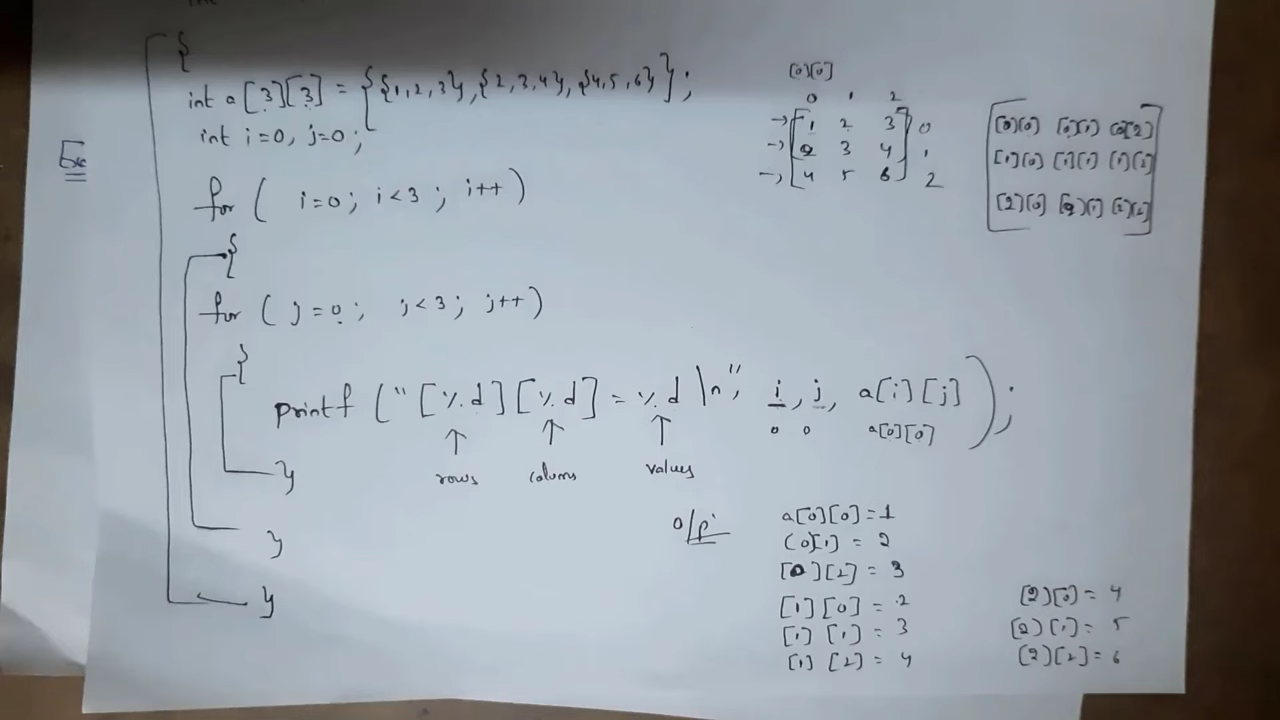 {
int a[3][3] = {{1,2,3},{2,3,4},{4,5,6}};
int i=0, j=0;
Ex
for ( i=0; i<3; i++)
{
for ( j=0; j<3; j++)
{
printf ("[%d][%d] = %d \n", i, j, a[i][j]);
0 0 a[0][0]
rows colums values
}
}
}
[0][0]
0 1 2
→ [1 2 3] 0
→ [2 3 4] 1
→ [4 5 6] 2
[0][0] [0][1] [0][2]
[1][0] [1][1] [1][2]
[2][0] [2][1] [2][2]
o/p:
a[0][0] = 1
[0][1] = 2
[0][2] = 3
[1][0] = 2
[1][1] = 3
[1][2] = 4
[2][0] = 4
[2][1] = 5
[2][2] = 6